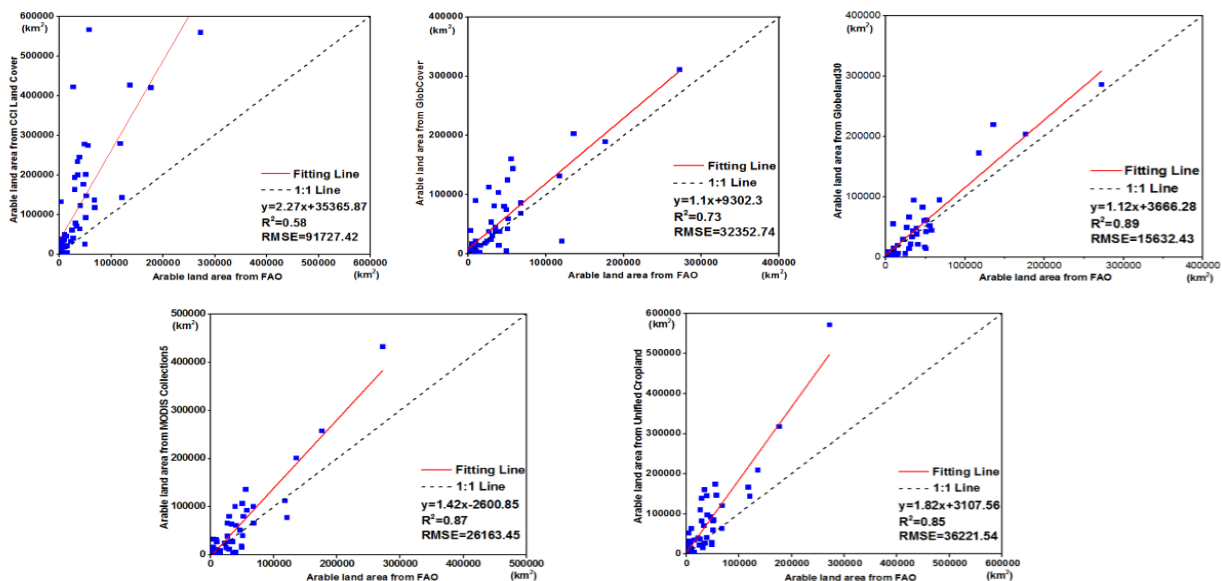 600000
(km²)
500000
400000
300000
200000
100000
0
Arable land area from CCI Land Cover
Fitting Line
1:1 Line
y=2.27x+35365.87
R²=0.58
RMSE=91727.42
0 100000 200000 300000 400000 500000 600000
Arable land area from FAO (km²)
400000
(km²)
300000
200000
100000
0
Arable land area from GlobCover
Fitting Line
1:1 Line
y=1.1x+9302.3
R²=0.73
RMSE=32352.74
0 100000 200000 300000 400000
Arable land area from FAO (km²)
400000
(km²)
300000
200000
100000
0
Arable land area from Globeland30
Fitting Line
1:1 Line
y=1.12x+3666.28
R²=0.89
RMSE=15632.43
0 100000 200000 300000 400000
Arable land area from FAO (km²)
500000
(km²)
400000
300000
200000
100000
0
Arable land area from MODIS Collection5
Fitting Line
1:1 Line
y=1.42x-2600.85
R²=0.87
RMSE=26163.45
0 100000 200000 300000 400000 500000
Arable land area from FAO (km²)
600000
(km²)
500000
400000
300000
200000
100000
0
Arable land area from Unified Cropland
Fitting Line
1:1 Line
y=1.82x+3107.56
R²=0.85
RMSE=36221.54
0 100000 200000 300000 400000 500000 600000
Arable land area from FAO (km²)